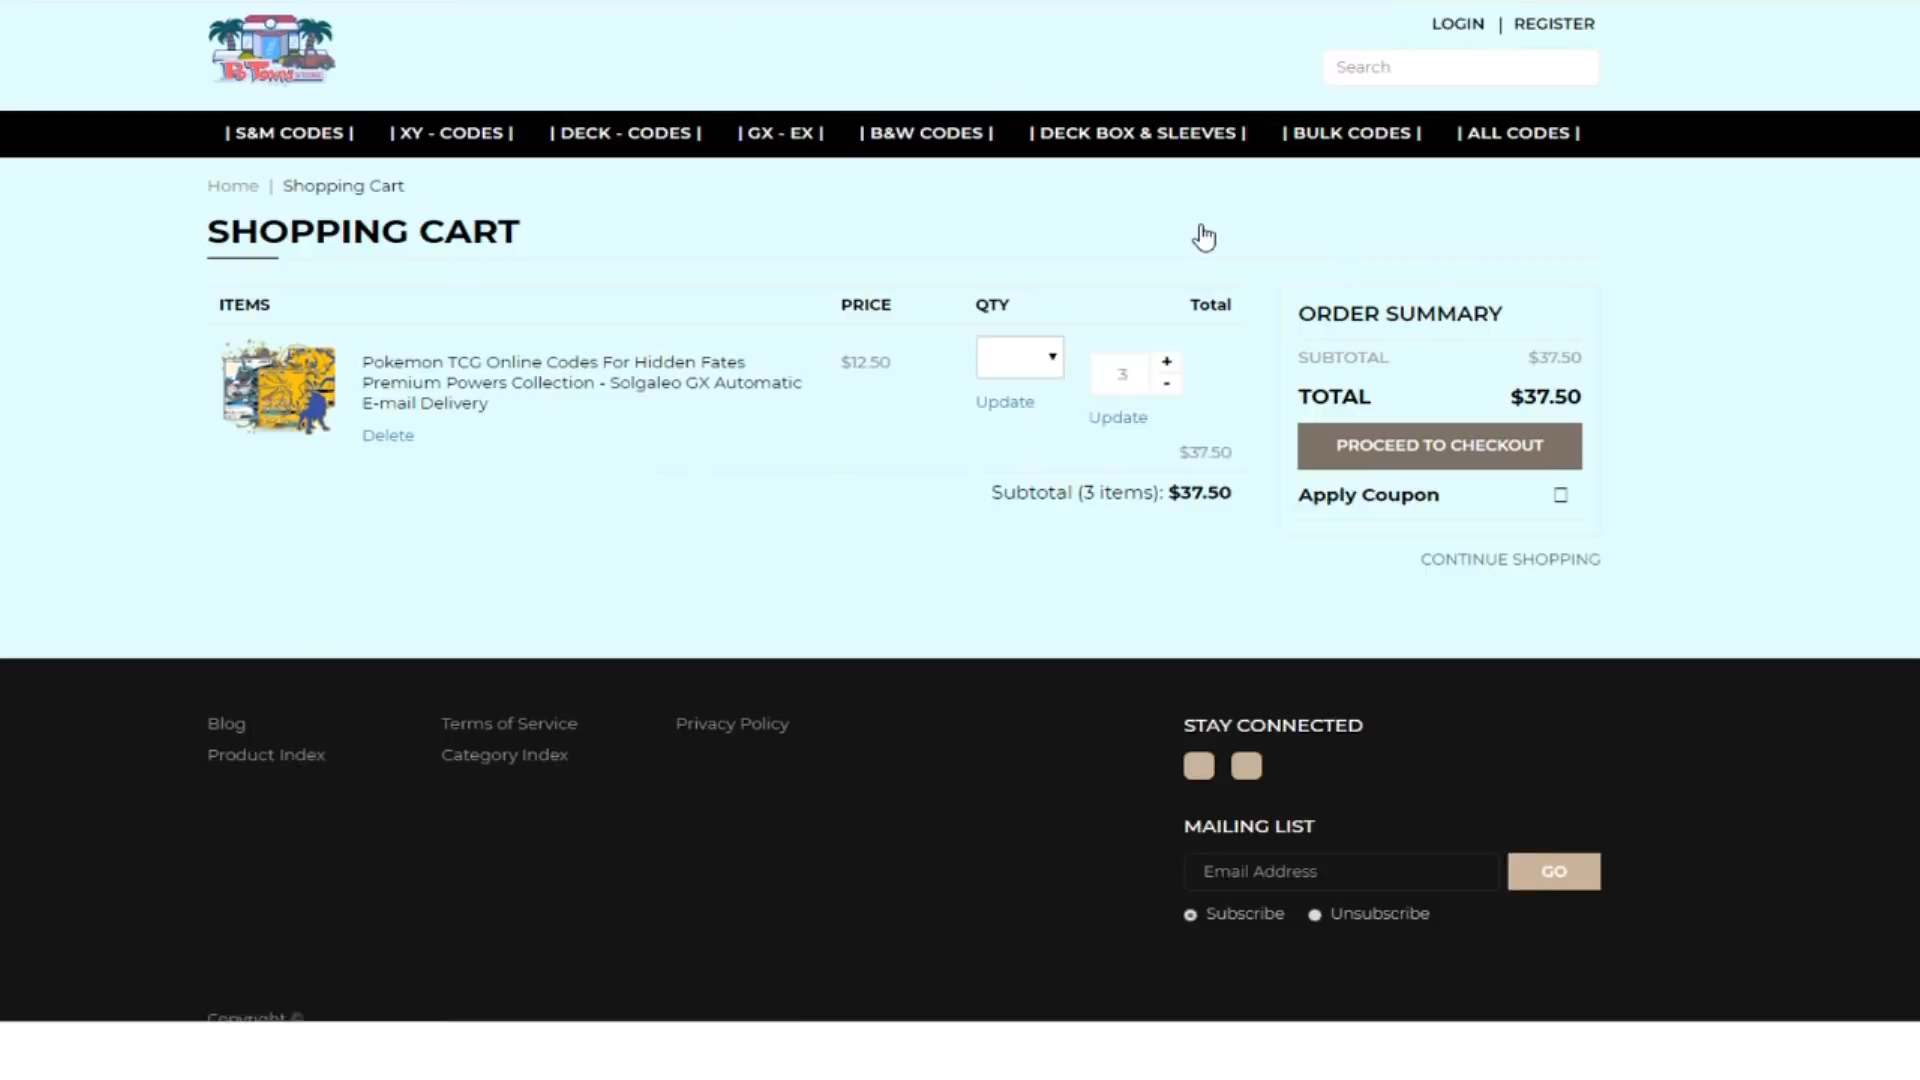 LOGIN | REGISTER
Search
| S&M CODES | | XY - CODES | | DECK - CODES | | GX - EX | | B&W CODES | | DECK BOX & SLEEVES | | BULK CODES | | ALL CODES |
Home | Shopping Cart
SHOPPING CART
ITEMS PRICE QTY Total
Pokemon TCG Online Codes For Hidden Fates
Premium Powers Collection - Solgaleo GX Automatic
E-mail Delivery
Delete
$12.50
Update
3
+
-
Update
$37.50
Subtotal (3 items): $37.50
ORDER SUMMARY
SUBTOTAL $37.50
TOTAL $37.50
PROCEED TO CHECKOUT
Apply Coupon
CONTINUE SHOPPING
Blog Terms of Service Privacy Policy
Product Index Category Index
STAY CONNECTED
MAILING LIST
Email Address GO
Subscribe Unsubscribe
Copyright ©